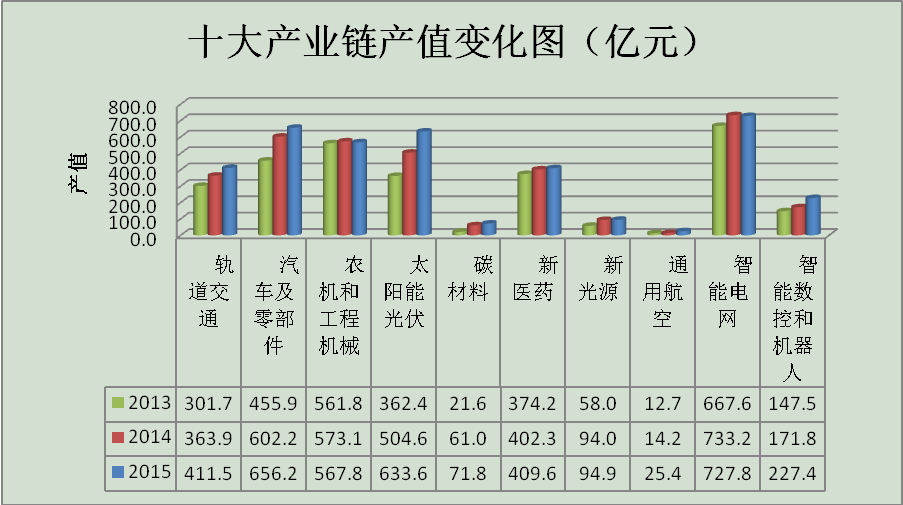 十大产业链产值变化图（亿元）
产值
800.0
700.0
600.0
500.0
400.0
300.0
200.0
100.0
0.0
轨道交通
汽车及零部件
农机和工程机械
太阳能光伏
碳材料
新医药
新光源
通用航空
智能电网
智能数控和机器人
2013 301.7 455.9 561.8 362.4 21.6 374.2 58.0 12.7 667.6 147.5
2014 363.9 602.2 573.1 504.6 61.0 402.3 94.0 14.2 733.2 171.8
2015 411.5 656.2 567.8 633.6 71.8 409.6 94.9 25.4 727.8 227.4